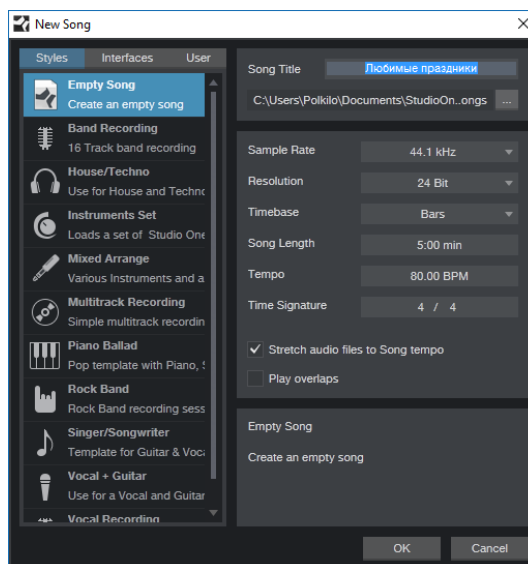 New Song
Styles Interfaces User
Empty Song
Create an empty song
Band Recording
16 Track band recording
House/Techno
Use for House and Techno
Instruments Set
Loads a set of Studio One
Mixed Arrange
Various Instruments and a
Multitrack Recording
Simple multitrack recordin
Piano Ballad
Pop template with Piano, S
Rock Band
Rock Band recording sess
Singer/Songwriter
Template for Guitar & Voca
Vocal + Guitar
Use for a Vocal and Guitar
Vocal Recording
Song Title Любимые праздники
C:\Users\Polkilo\Documents\StudioOn..ongs ...
Sample Rate 44.1 kHz
Resolution 24 Bit
Timebase Bars
Song Length 5:00 min
Tempo 80.00 BPM
Time Signature 4 / 4
Stretch audio files to Song tempo
Play overlaps
Empty Song
Create an empty song
OK Cancel